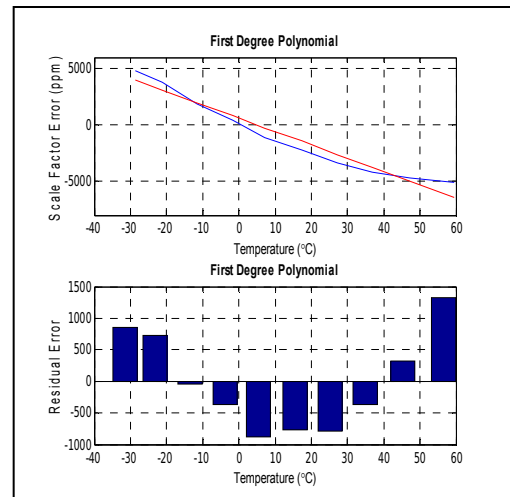 First Degree Polynomial
Scale Factor Error (ppm)
5000
0
-5000
-40 -30 -20 -10 0 10 20 30 40 50 60
Temperature (°C)
First Degree Polynomial
Residual Error
1500
1000
500
0
-500
-1000
-40 -30 -20 -10 0 10 20 30 40 50 60
Temperature (°C)